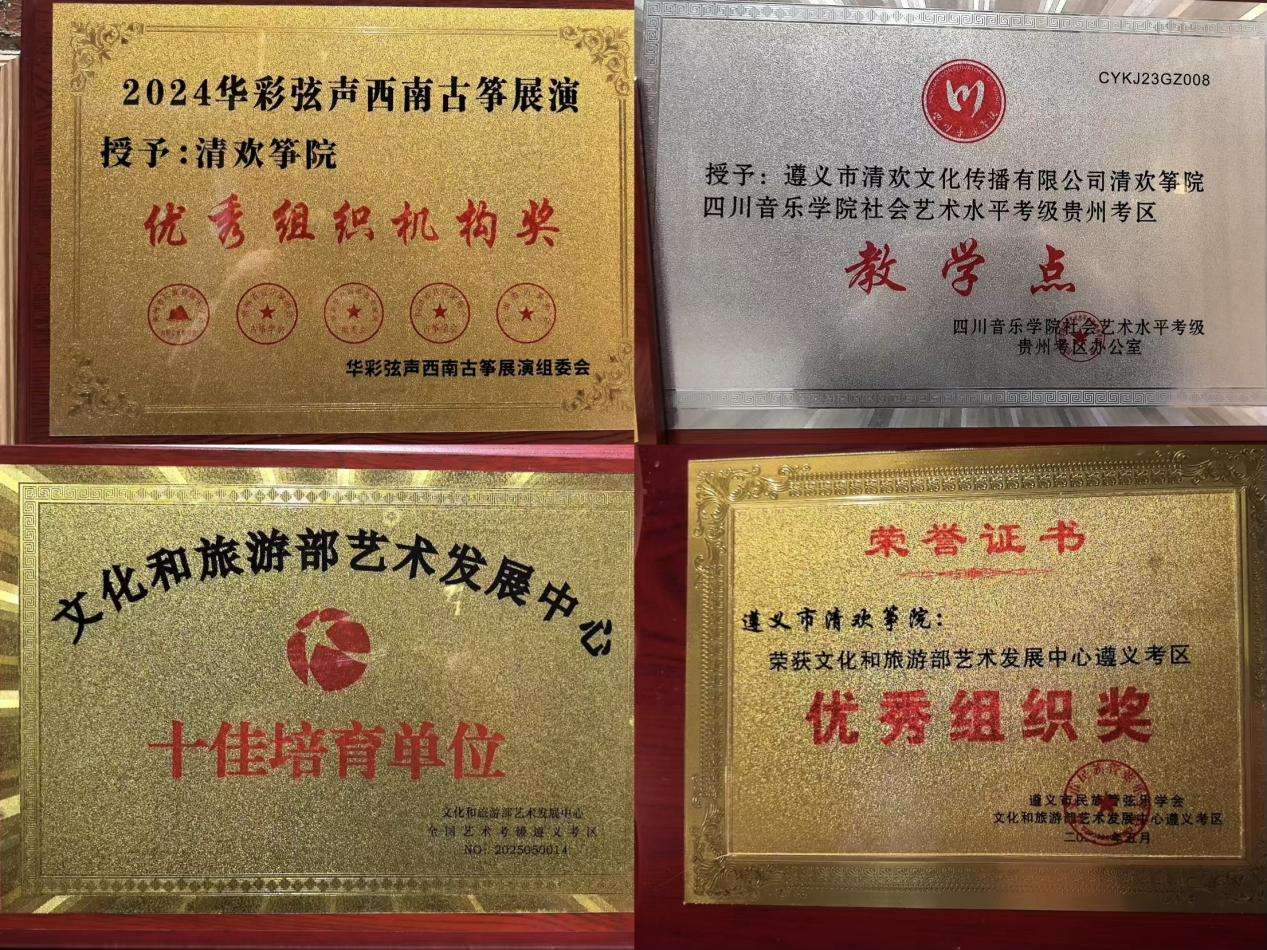 2024华彩弦声西南古筝展演
授予:清欢筝院
优秀组织机构奖
华彩弦声西南古筝展演组委会
CYKJ23GZ008
授予：遵义市清欢文化传播有限公司清欢筝院
四川音乐学院社会艺术水平考级贵州考区
教学点
四川音乐学院社会艺术水平考级
贵州考区办公室
文化和旅游部艺术发展中心
十佳培育单位
文化和旅游部艺术发展中心
全国艺术考级遵义考区
NO：2025050014
荣誉证书
遵义市清欢筝院：
荣获文化和旅游部艺术发展中心遵义考区
优秀组织奖
遵义市民族管弦乐学会
文化和旅游部艺术发展中心遵义考区
年五月